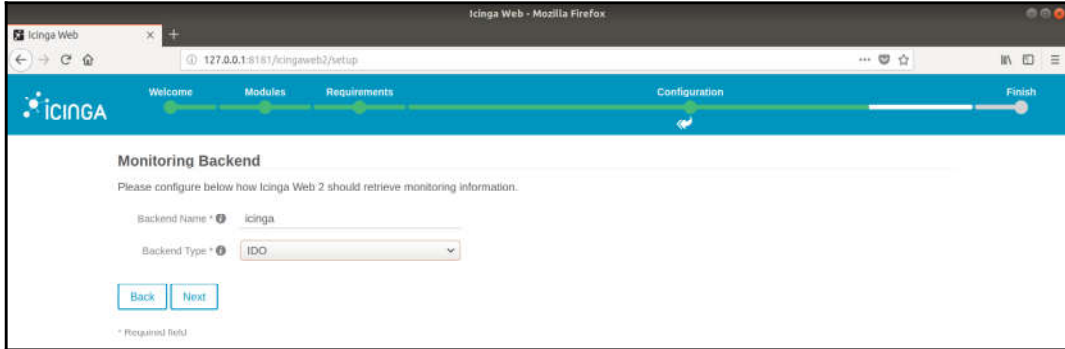 Icinga Web - Mozilla Firefox
Icinga Web
127.0.0.1:8181/icingaweb2/setup
icinga
Welcome Modules Requirements Configuration Finish
Monitoring Backend
Please configure below how Icinga Web 2 should retrieve monitoring information.
Backend Name * icinga
Backend Type * IDO
Back Next
* Required field